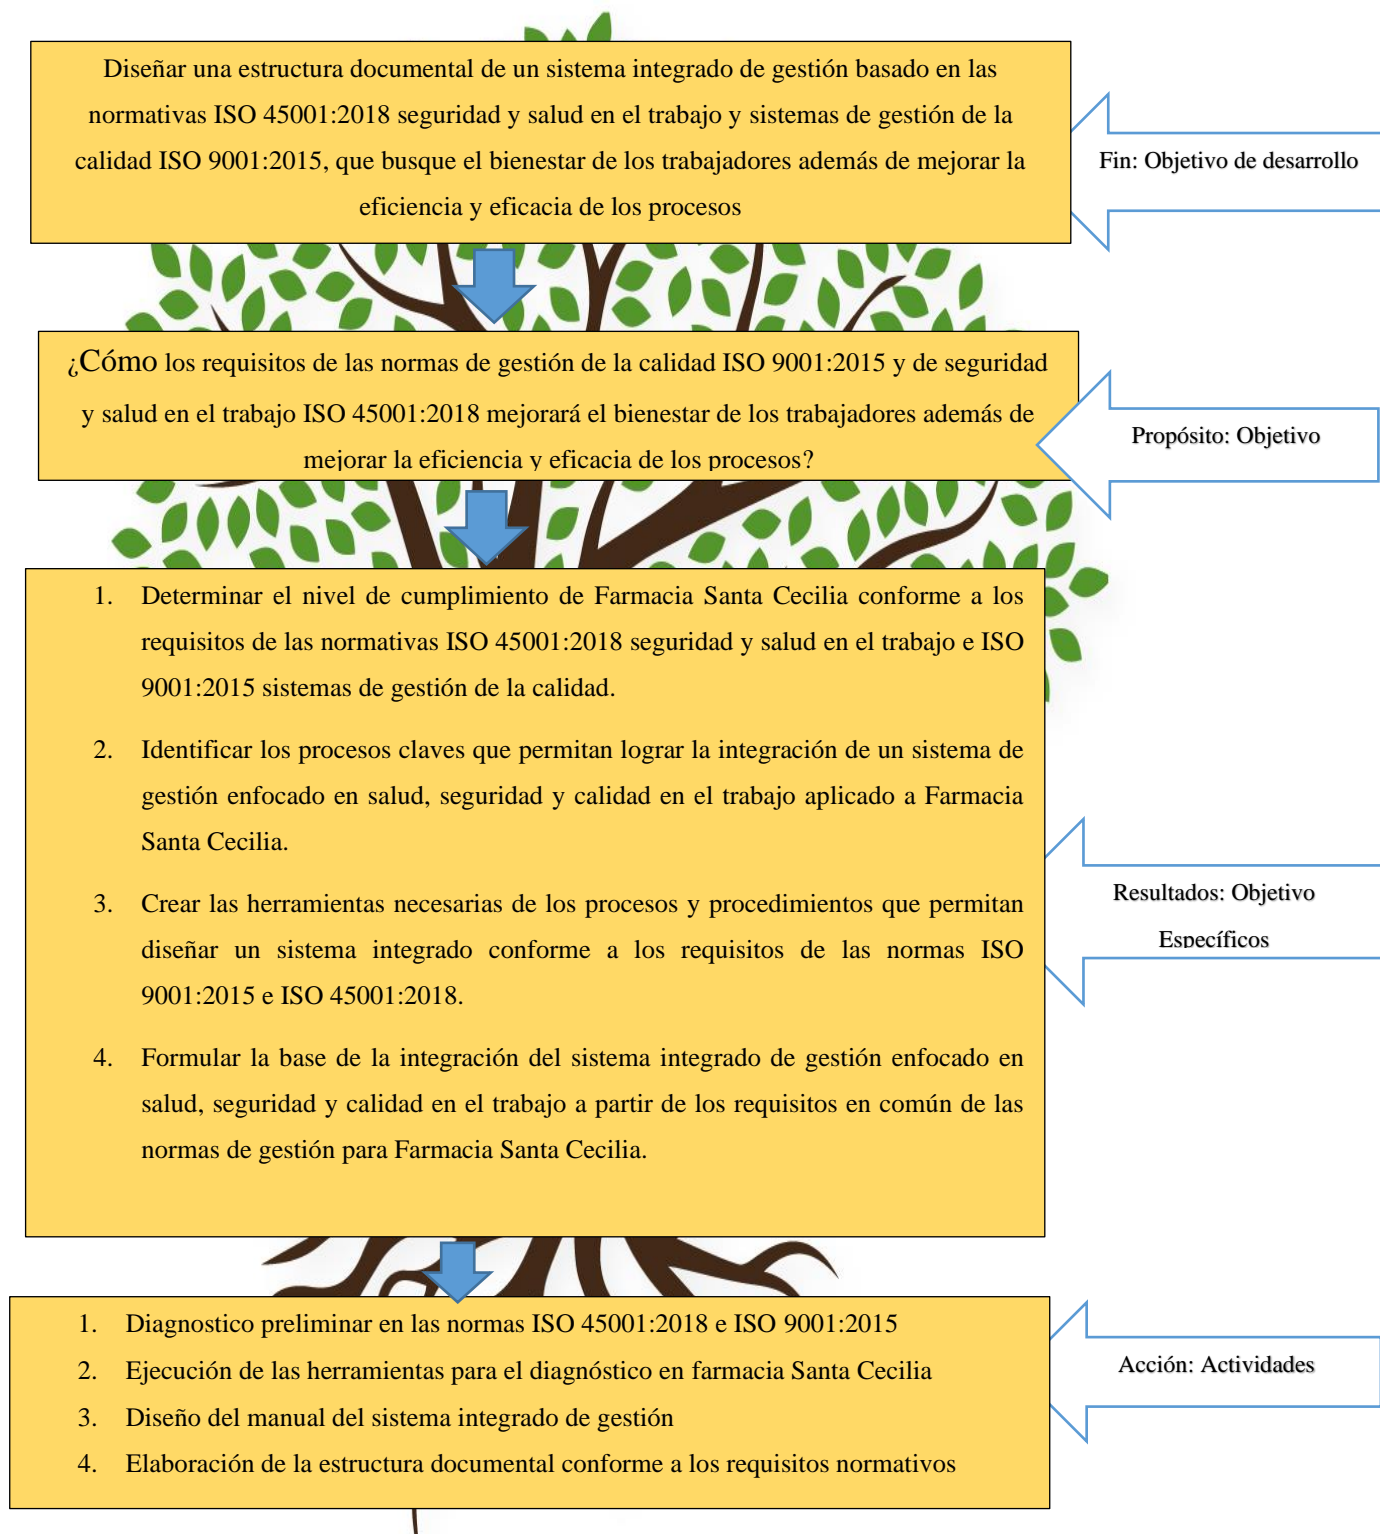 Diseñar una estructura documental de un sistema integrado de gestión basado en las
normativas ISO 45001:2018 seguridad y salud en el trabajo y sistemas de gestión de la
calidad ISO 9001:2015, que busque el bienestar de los trabajadores además de mejorar la
eficiencia y eficacia de los procesos
Fin: Objetivo de desarrollo
¿Cómo los requisitos de las normas de gestión de la calidad ISO 9001:2015 y de seguridad
y salud en el trabajo ISO 45001:2018 mejorará el bienestar de los trabajadores además de
mejorar la eficiencia y eficacia de los procesos?
Propósito: Objetivo
1. Determinar el nivel de cumplimiento de Farmacia Santa Cecilia conforme a los
requisitos de las normativas ISO 45001:2018 seguridad y salud en el trabajo e ISO
9001:2015 sistemas de gestión de la calidad.
2. Identificar los procesos claves que permitan lograr la integración de un sistema de
gestión enfocado en salud, seguridad y calidad en el trabajo aplicado a Farmacia
Santa Cecilia.
3. Crear las herramientas necesarias de los procesos y procedimientos que permitan
diseñar un sistema integrado conforme a los requisitos de las normas ISO
9001:2015 e ISO 45001:2018.
4. Formular la base de la integración del sistema integrado de gestión enfocado en
salud, seguridad y calidad en el trabajo a partir de los requisitos en común de las
normas de gestión para Farmacia Santa Cecilia.
Resultados: Objetivo
Específicos
1. Diagnostico preliminar en las normas ISO 45001:2018 e ISO 9001:2015
2. Ejecución de las herramientas para el diagnóstico en farmacia Santa Cecilia
3. Diseño del manual del sistema integrado de gestión
4. Elaboración de la estructura documental conforme a los requisitos normativos
Acción: Actividades